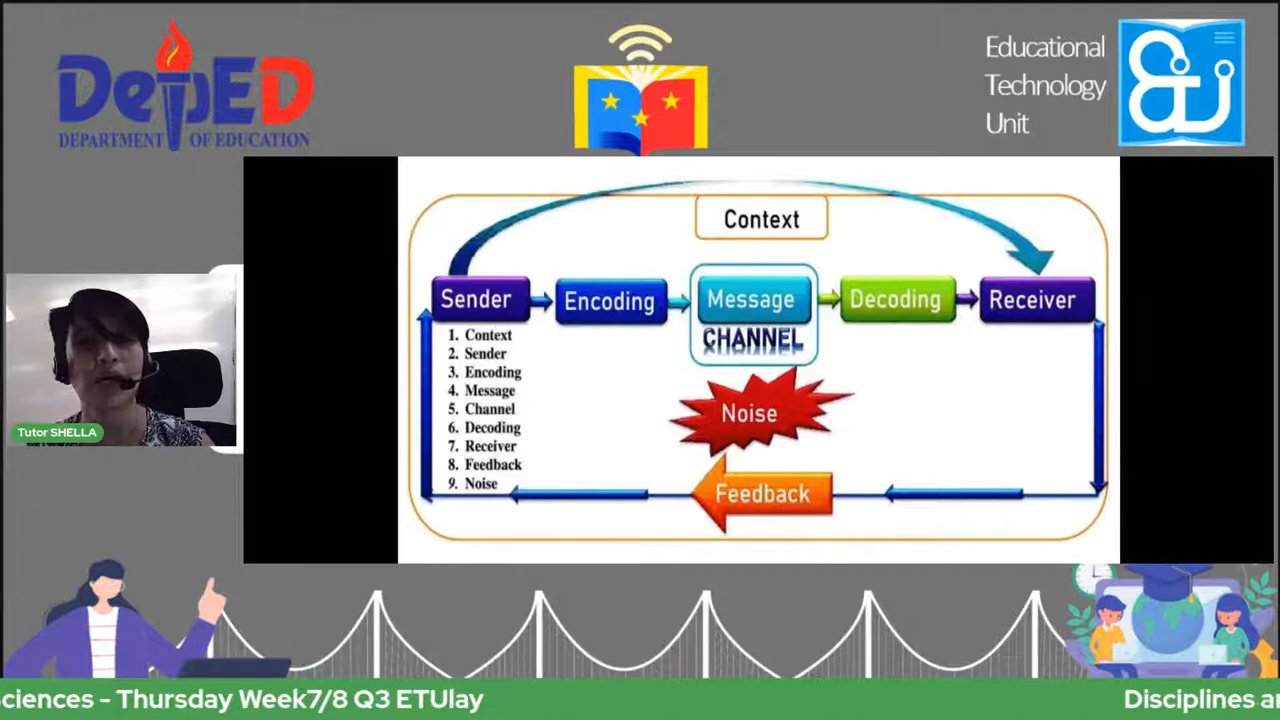 DepED
DEPARTMENT OF EDUCATION
Educational
Technology
Unit
Context
Sender
Encoding
Message
CHANNEL
Decoding
Receiver
1. Context
2. Sender
3. Encoding
4. Message
5. Channel
6. Decoding
7. Receiver
8. Feedback
9. Noise
Noise
Feedback
Tutor SHELLA
ciences - Thursday Week7/8 Q3 ETUlay
Disciplines a